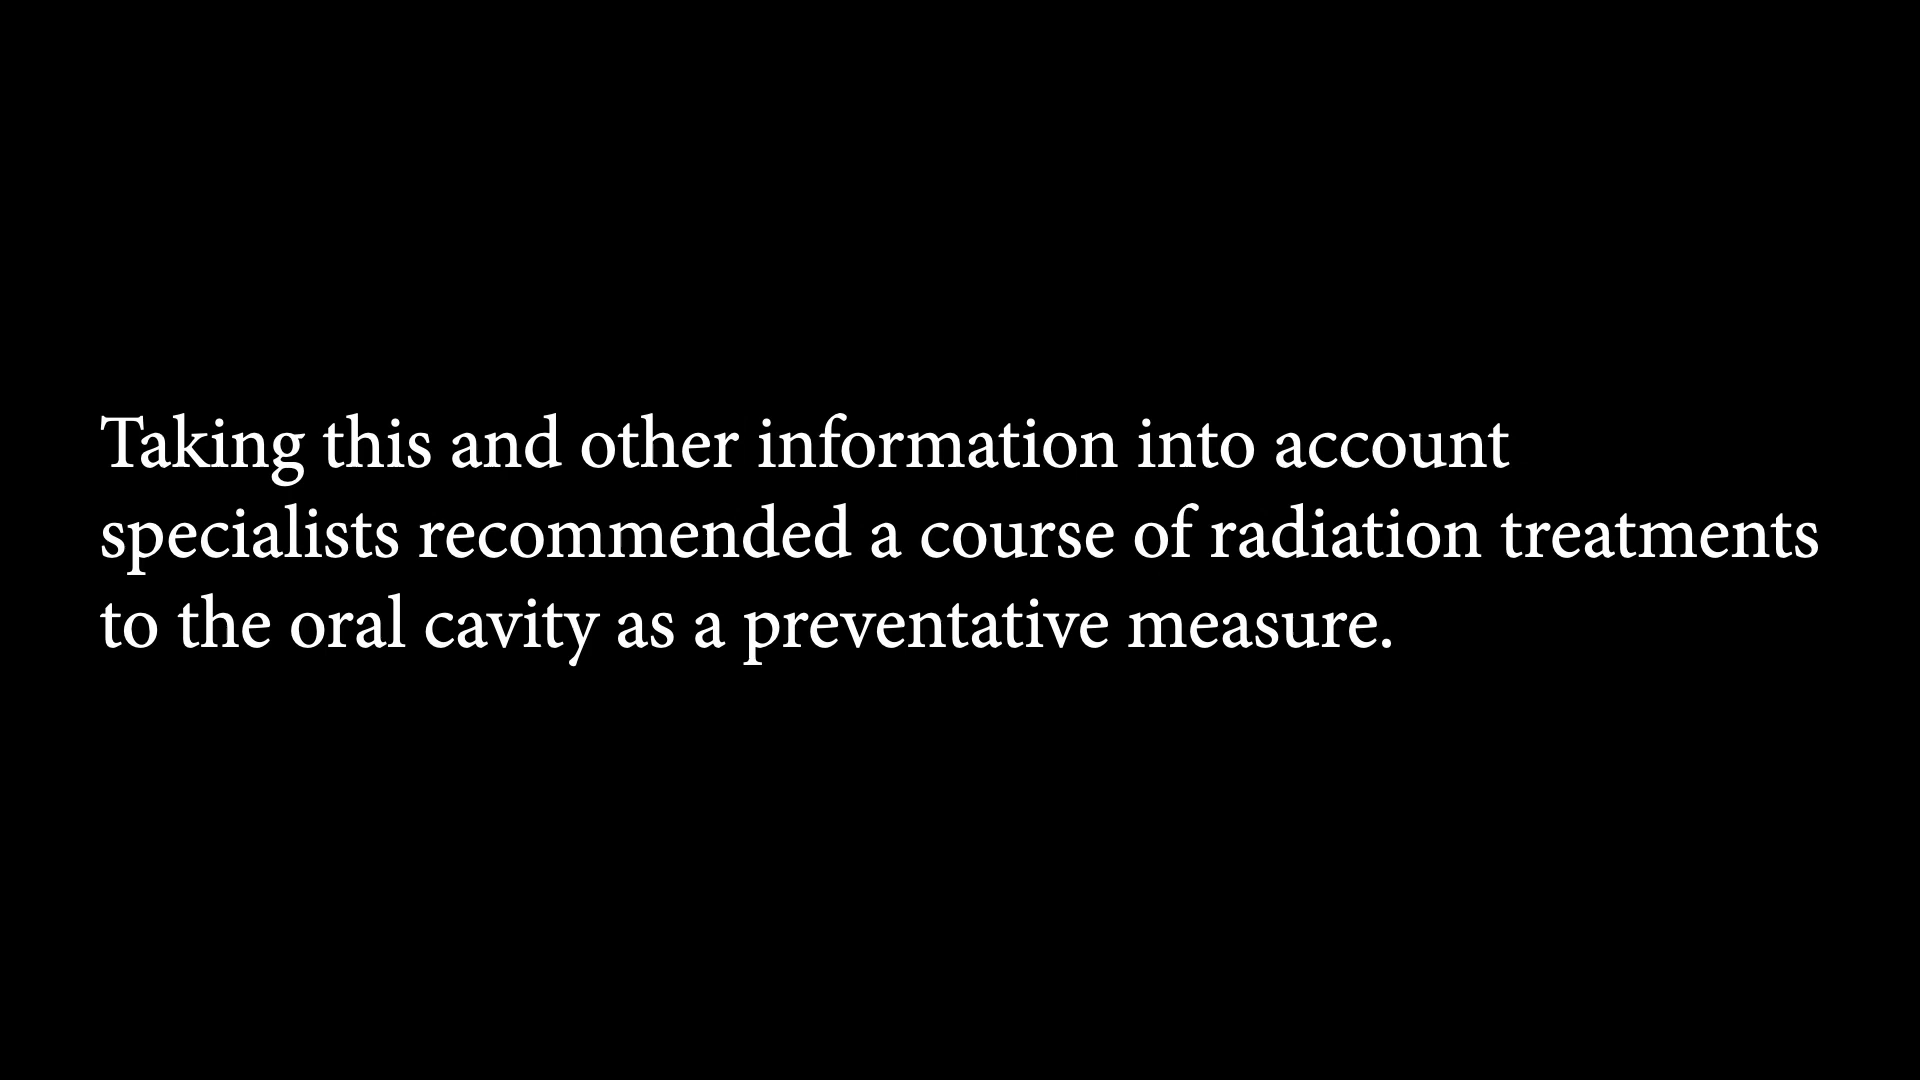 Taking this and other information into account
specialists recommended a course of radiation treatments
to the oral cavity as a preventative measure.